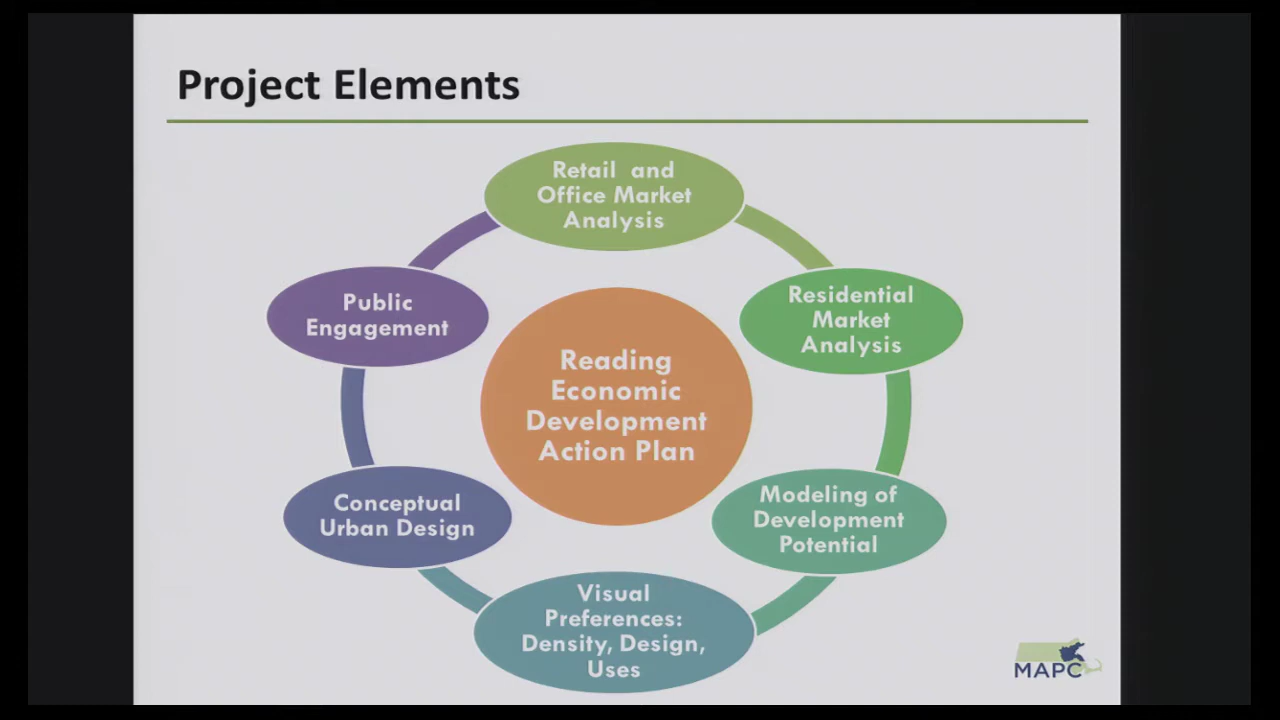 Project Elements
Retail and
Office Market
Analysis
Residential
Market
Analysis
Modeling of
Development
Potential
Visual
Preferences:
Density, Design,
Uses
Conceptual
Urban Design
Public
Engagement
Reading
Economic
Development
Action Plan
MAPC